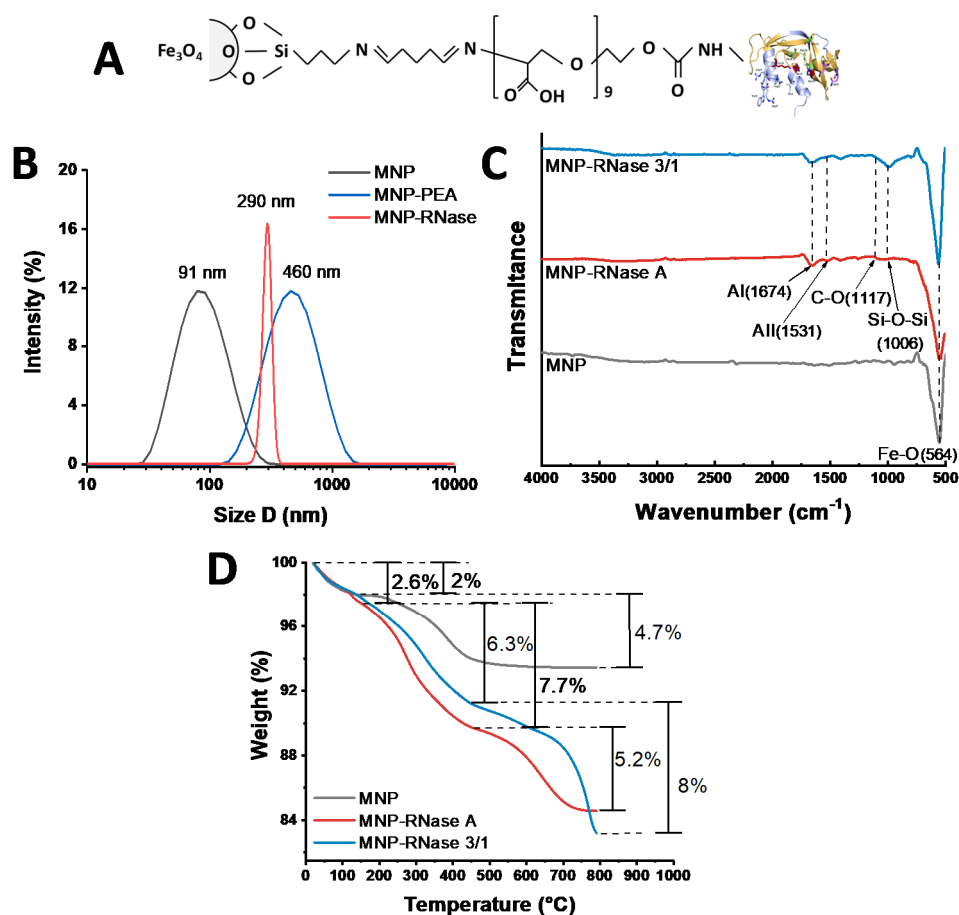 A
Fe₃O₄
O
O
O
Si
N
N
O
OH
O
9
O
O
NH
B
Intensity (%)
20
16
12
8
4
0
MNP
MNP-PEA
MNP-RNase
290 nm
91 nm
460 nm
10
100
1000
10000
Size D (nm)
C
Transmitance
MNP-RNase 3/1
MNP-RNase A
AI(1674)
C-O(1117)
AII(1531)
Si-O-Si
(1006)
MNP
Fe-O(564)
4000
3500
3000
2500
2000
1500
1000
500
Wavenumber (cm⁻¹)
D
Weight (%)
100
96
92
88
84
2.6%
2%
4.7%
6.3%
7.7%
5.2%
8%
MNP
MNP-RNase A
MNP-RNase 3/1
0
100
200
300
400
500
600
700
800
900
1000
Temperature (°C)